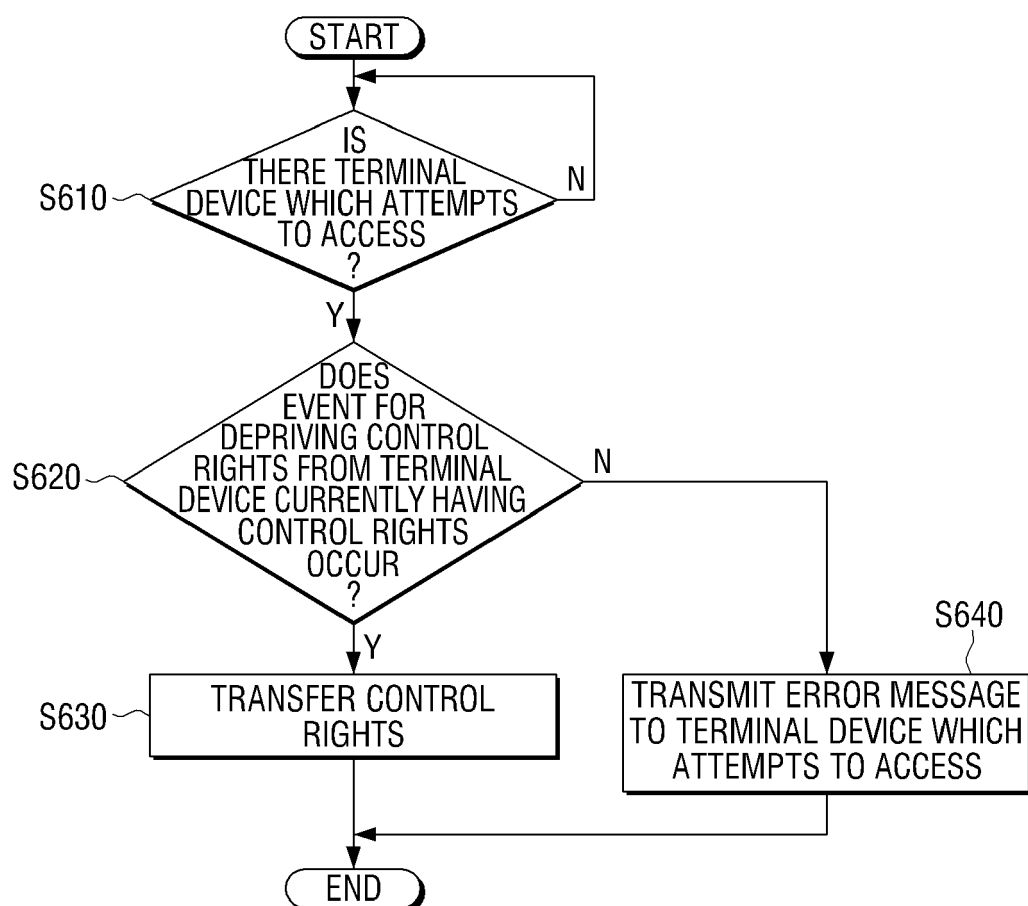 START
IS
THERE TERMINAL
DEVICE WHICH ATTEMPTS
TO ACCESS
?
S610
N
Y
DOES
EVENT FOR
DEPRIVING CONTROL
RIGHTS FROM TERMINAL
DEVICE CURRENTLY HAVING
CONTROL RIGHTS
OCCUR
?
S620
N
Y
S630
TRANSFER CONTROL
RIGHTS
S640
TRANSMIT ERROR MESSAGE
TO TERMINAL DEVICE WHICH
ATTEMPTS TO ACCESS
END